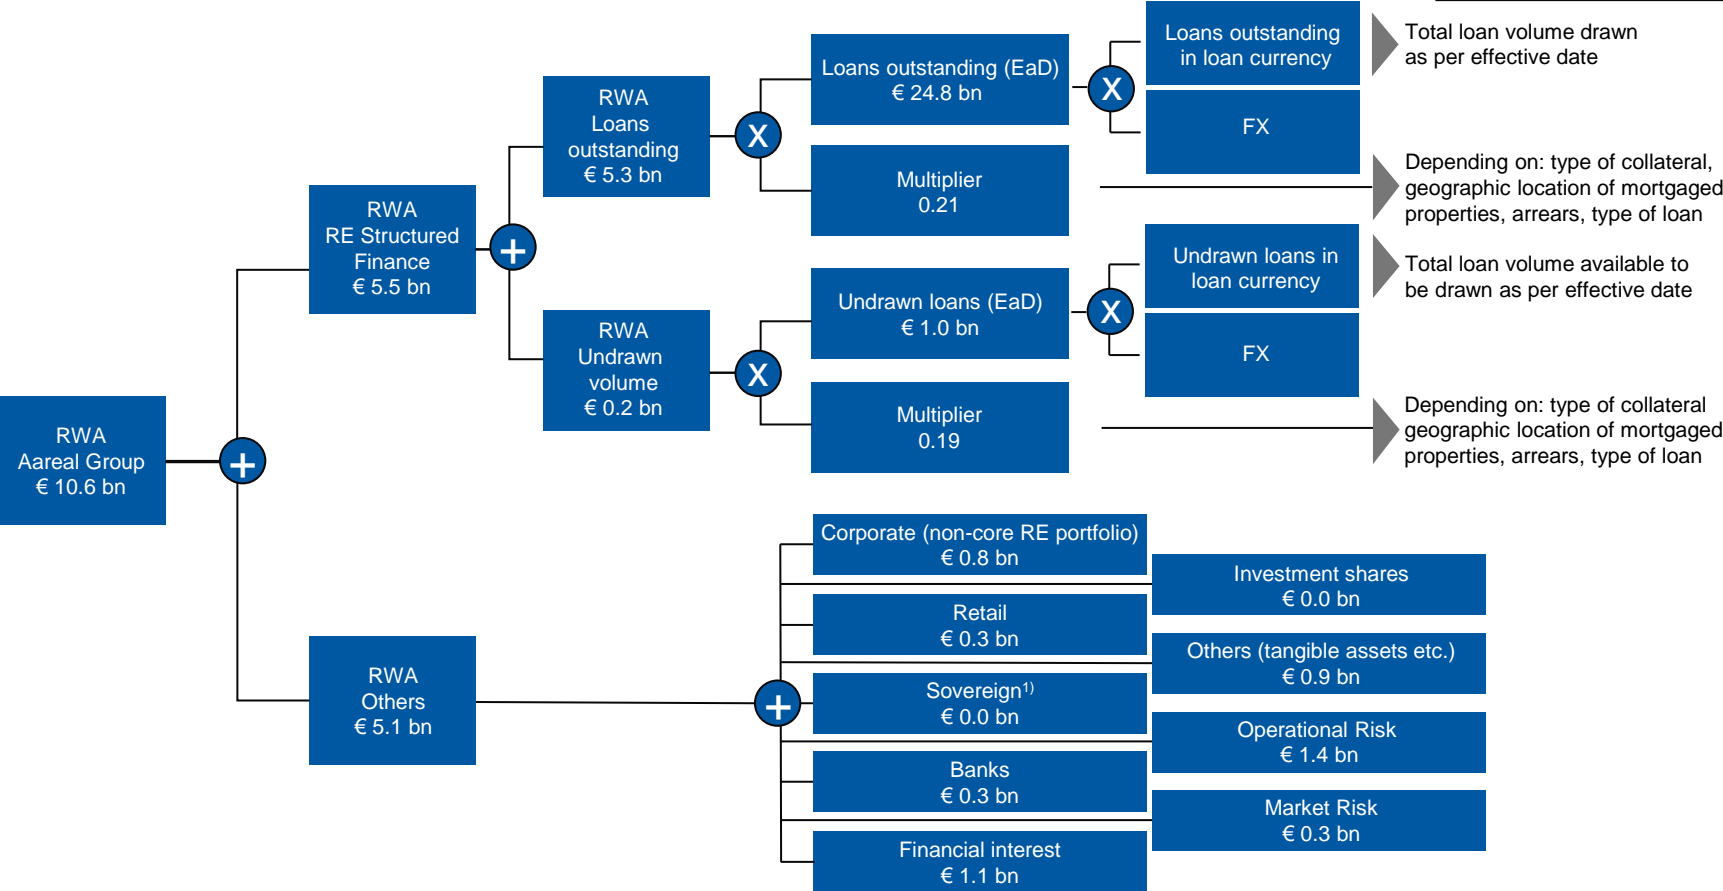 RWA
Aareal Group
€ 10.6 bn
+
RWA
RE Structured
Finance
€ 5.5 bn
+
RWA
Loans
outstanding
€ 5.3 bn
X
Loans outstanding (EaD)
€ 24.8 bn
X
Loans outstanding
in loan currency
Total loan volume drawn
as per effective date
FX
Multiplier
0.21
Depending on: type of collateral,
geographic location of mortgaged
properties, arrears, type of loan
RWA
Undrawn
volume
€ 0.2 bn
X
Undrawn loans (EaD)
€ 1.0 bn
X
Undrawn loans in
loan currency
Total loan volume available to
be drawn as per effective date
FX
Multiplier
0.19
Depending on: type of collateral
geographic location of mortgaged
properties, arrears, type of loan
RWA
Others
€ 5.1 bn
+
Corporate (non-core RE portfolio)
€ 0.8 bn
Investment shares
€ 0.0 bn
Retail
€ 0.3 bn
Others (tangible assets etc.)
€ 0.9 bn
Sovereign1)
€ 0.0 bn
Operational Risk
€ 1.4 bn
Banks
€ 0.3 bn
Market Risk
€ 0.3 bn
Financial interest
€ 1.1 bn